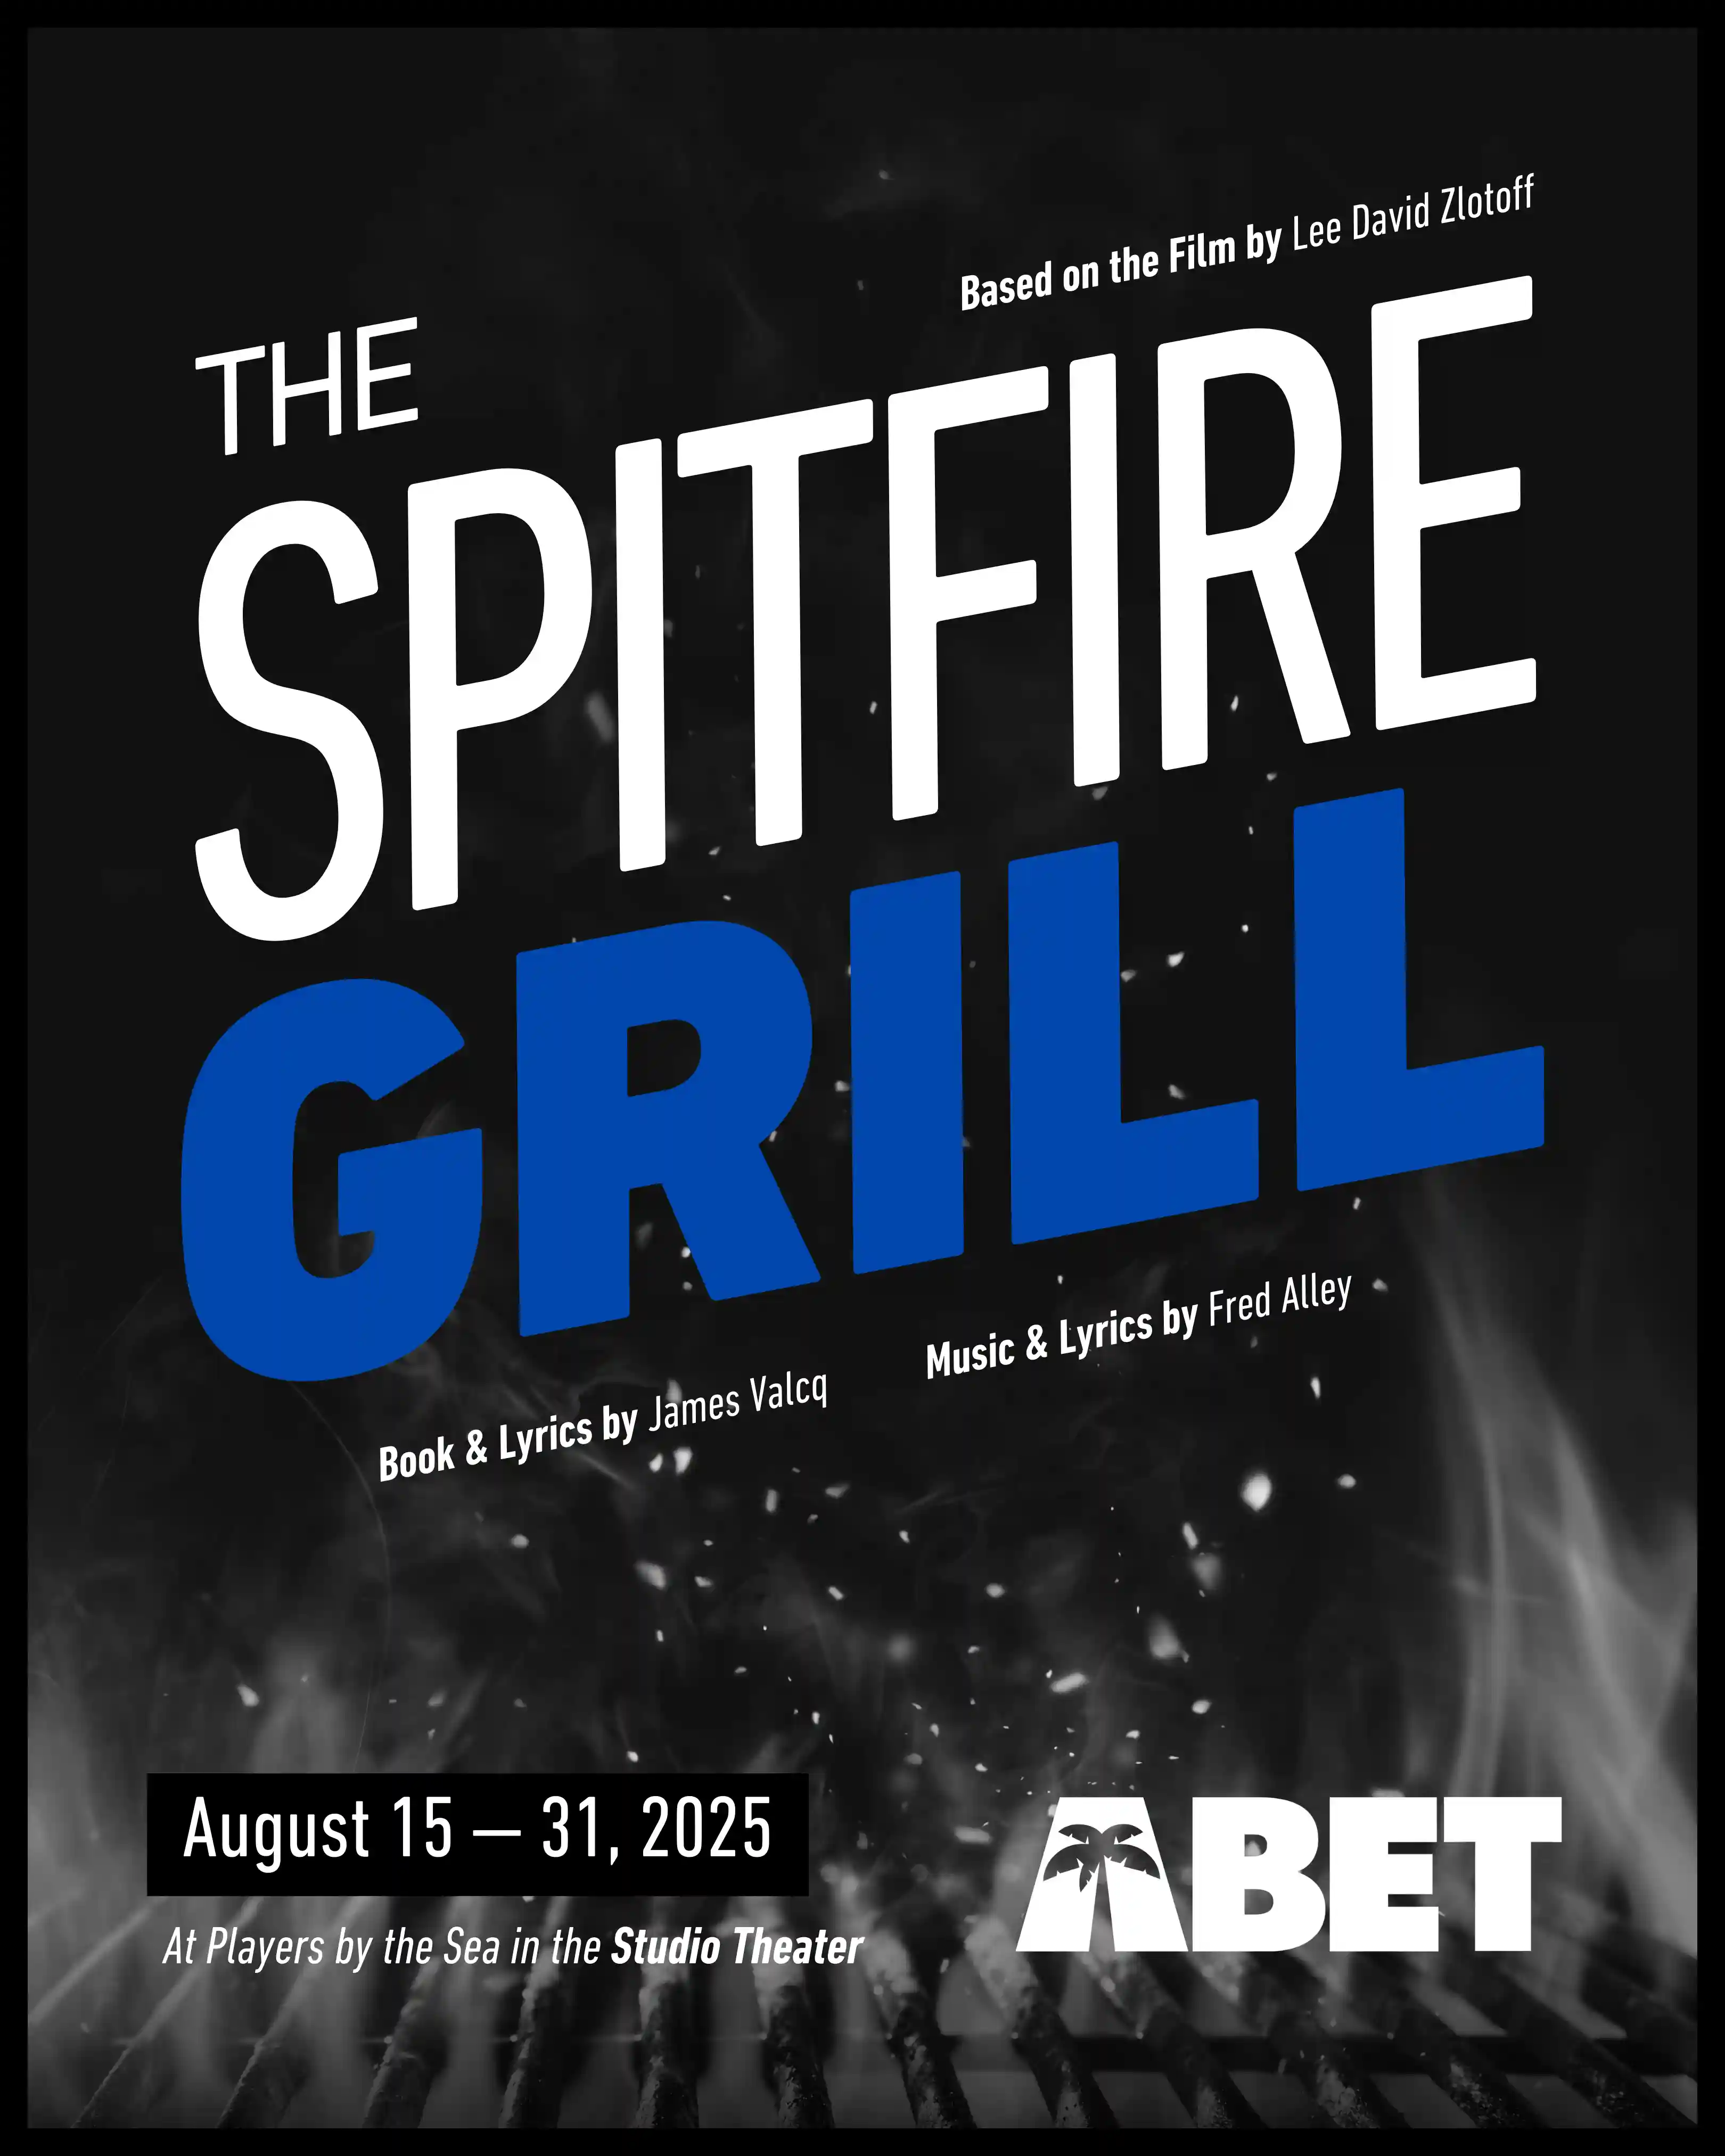 Based on the Film by Lee David Zlotoff
THE
SPITFIRE
GRILL
Book & Lyrics by James Valcq
Music & Lyrics by Fred Alley
August 15 – 31, 2025
At Players by the Sea in the Studio Theater
ABET